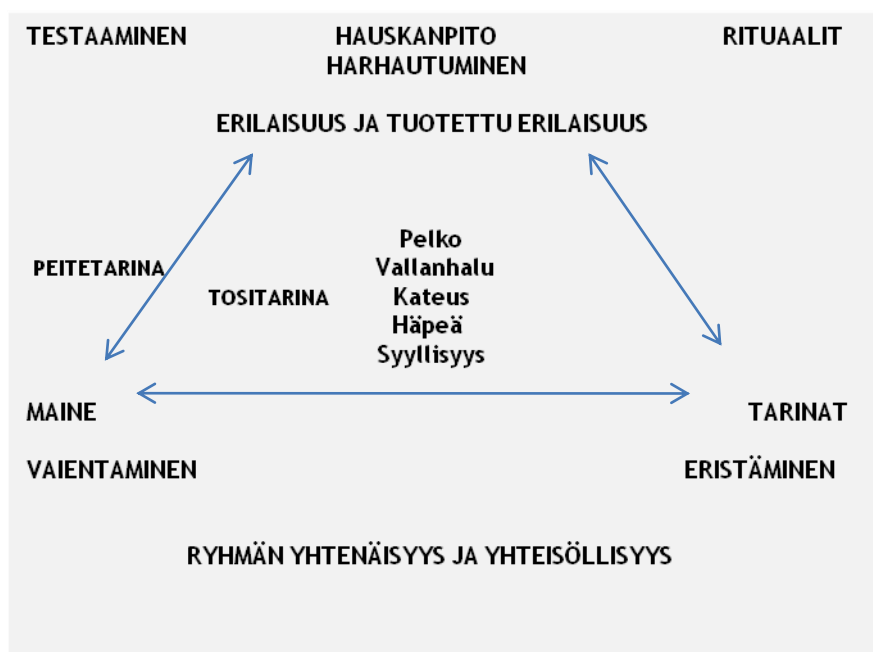 TESTAAMINEN HAUSKANPITO RITUAALIT
HARHAUTUMINEN
ERILAISUUS JA TUOTETTU ERILAISUUS
Pelko
PEITETARINA Vallanhalu
TOSITARINA Kateus
Häpeä
Syyllisyys
MAINE TARINAT
VAIENTAMINEN ERISTÄMINEN
RYHMÄN YHTENÄISYYS JA YHTEISÖLLISYYS